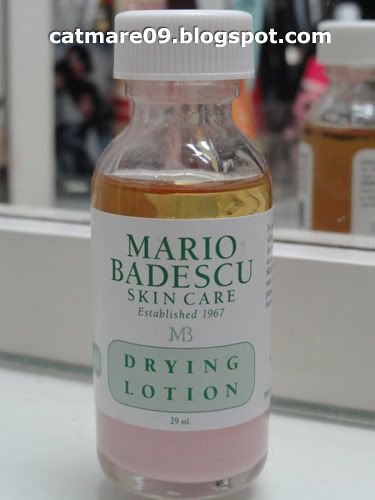 catmare09.blogspot.com
MARIO
BADESCU
SKIN CARE
Established 1967
MB
DRYING
LOTION
29 mL